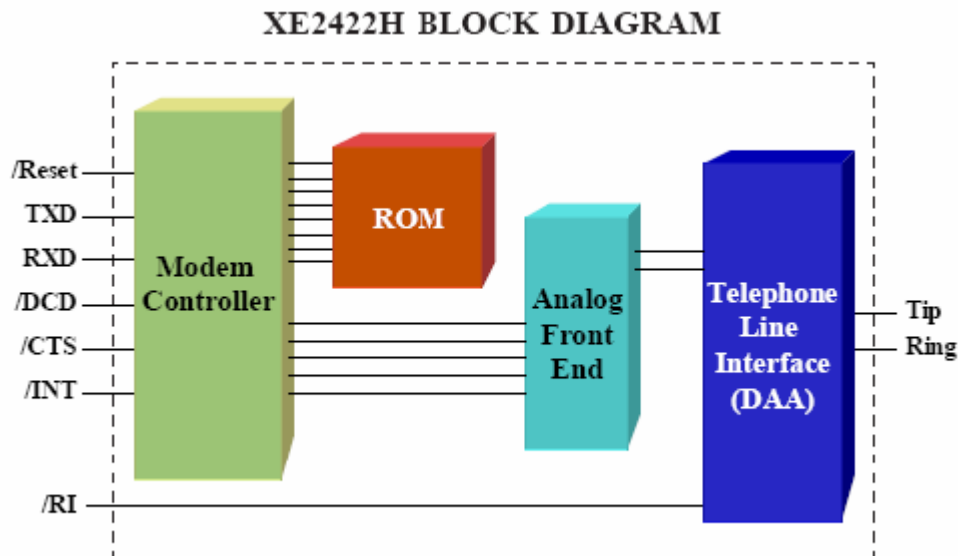 XE2422H BLOCK DIAGRAM
/Reset
TXD
RXD
/DCD
/CTS
/INT
/RI
Modem
Controller
ROM
Analog
Front
End
Telephone
Line
Interface
(DAA)
Tip
Ring